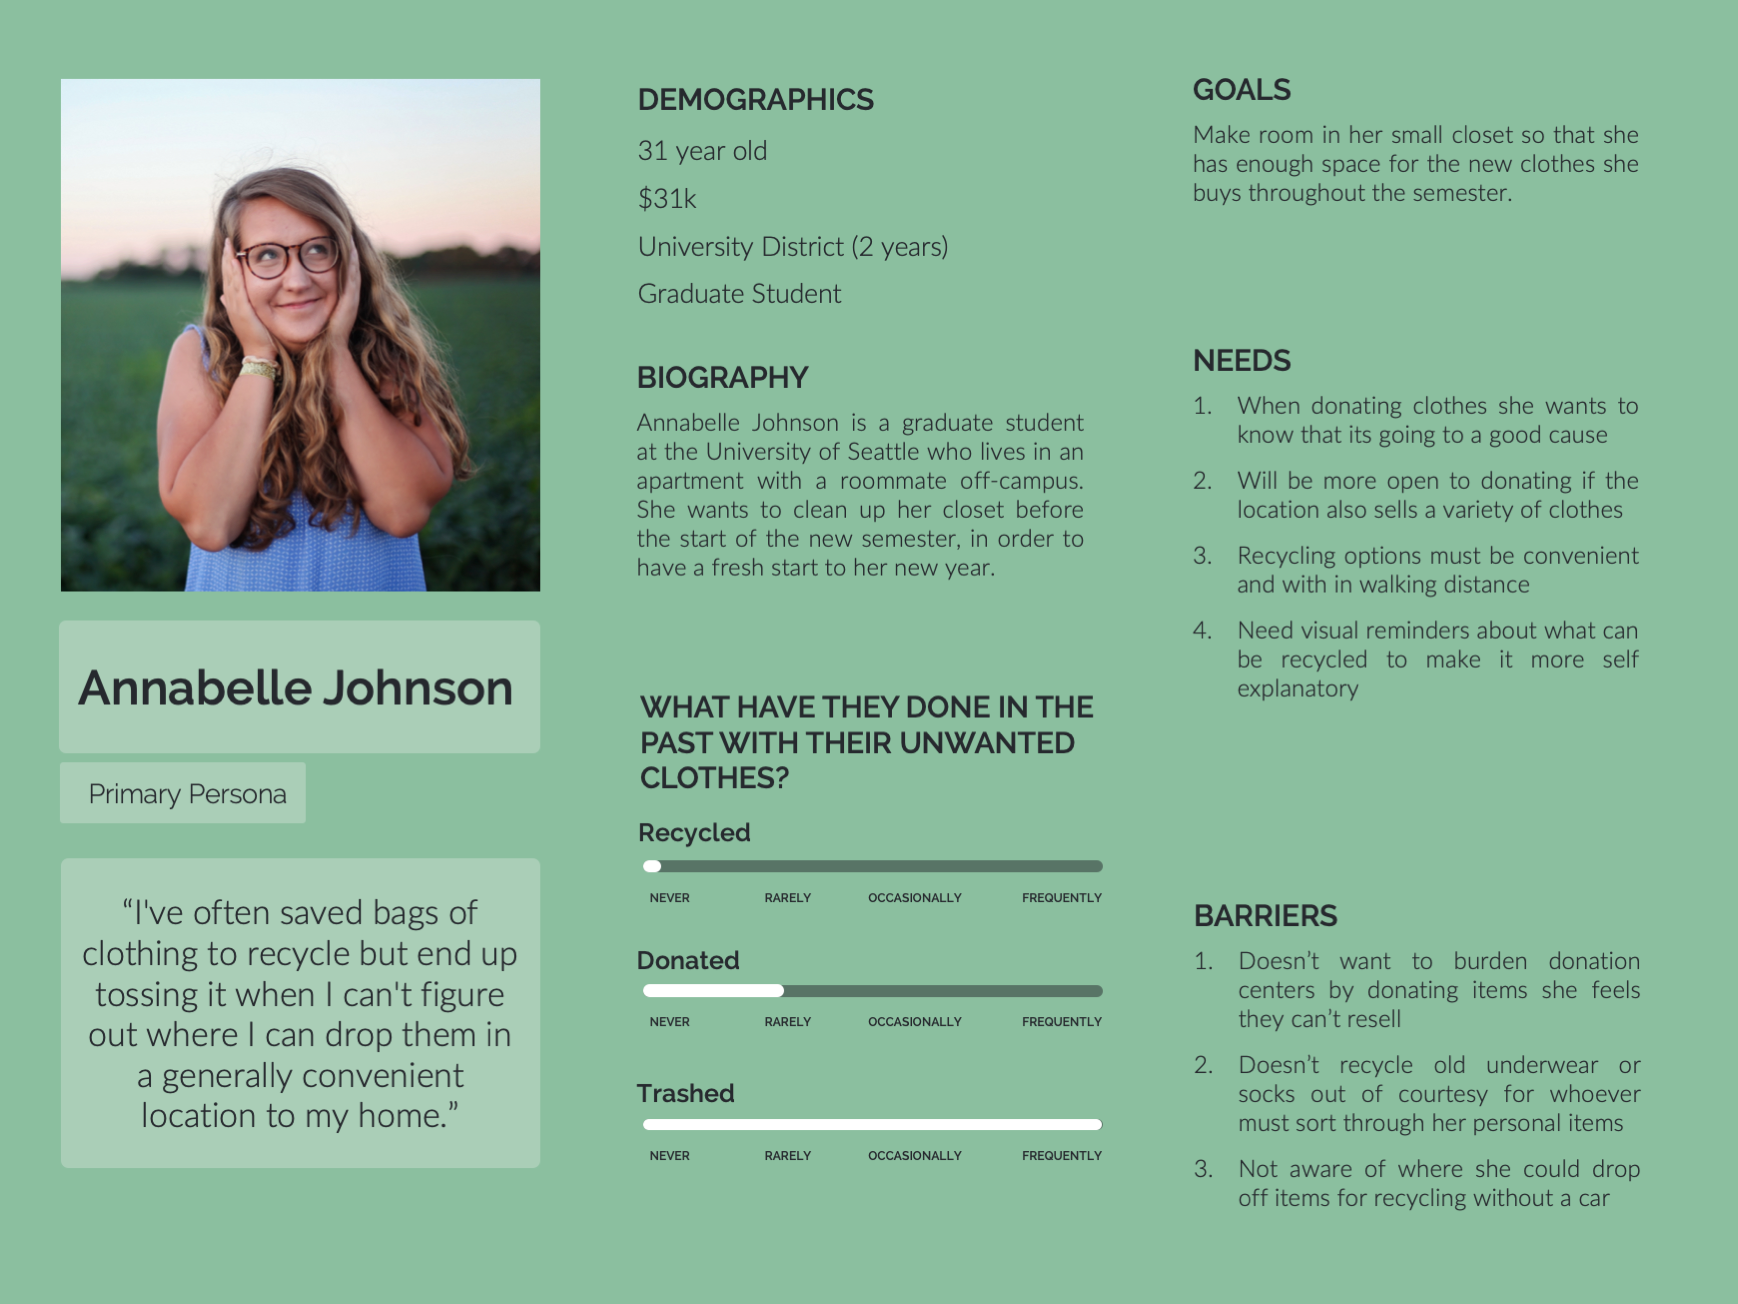 Annabelle Johnson
Primary Persona
“I've often saved bags of
clothing to recycle but end up
tossing it when I can't figure
out where I can drop them in
a generally convenient
location to my home.”
DEMOGRAPHICS
31 year old
$31k
University District (2 years)
Graduate Student
BIOGRAPHY
Annabelle Johnson is a graduate student
at the University of Seattle who lives in an
apartment with a roommate off-campus.
She wants to clean up her closet before
the start of the new semester, in order to
have a fresh start to her new year.
WHAT HAVE THEY DONE IN THE
PAST WITH THEIR UNWANTED
CLOTHES?
Recycled
NEVER RARELY OCCASIONALLY FREQUENTLY
Donated
NEVER RARELY OCCASIONALLY FREQUENTLY
Trashed
NEVER RARELY OCCASIONALLY FREQUENTLY
GOALS
Make room in her small closet so that she
has enough space for the new clothes she
buys throughout the semester.
NEEDS
1. When donating clothes she wants to
know that its going to a good cause
2. Will be more open to donating if the
location also sells a variety of clothes
3. Recycling options must be convenient
and with in walking distance
4. Need visual reminders about what can
be recycled to make it more self
explanatory
BARRIERS
1. Doesn’t want to burden donation
centers by donating items she feels
they can’t resell
2. Doesn’t recycle old underwear or
socks out of courtesy for whoever
must sort through her personal items
3. Not aware of where she could drop
off items for recycling without a car